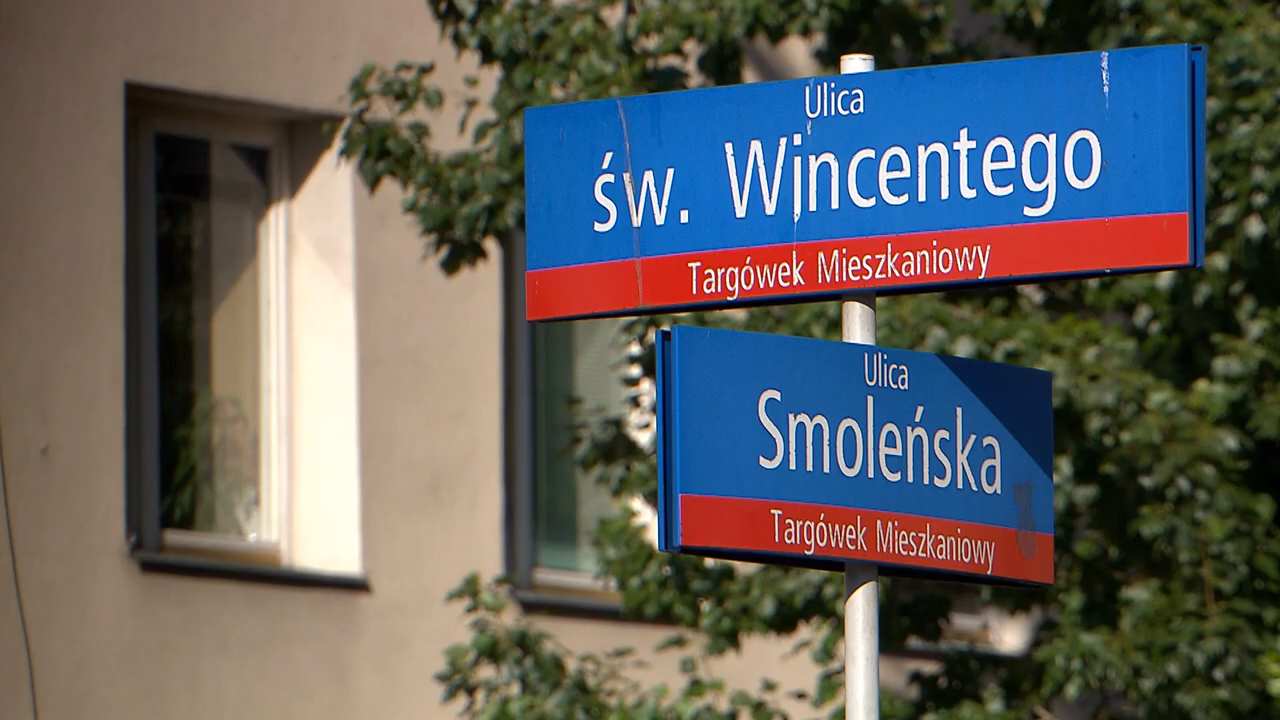 Ulica
św. Wincentego
Targówek Mieszkaniowy
Ulica
Smoleńska
Targówek Mieszkaniowy